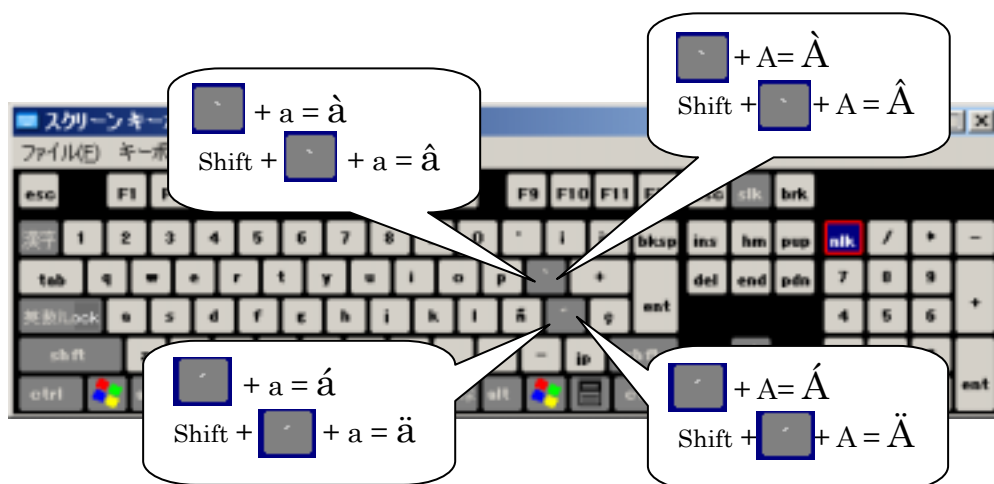 ` + a = à
Shift + ` + a = â
` + A= À
Shift + ` + A = Â
スクリーン キー
ファイル(F) キーボ
esc F1 F9 F10 F11 slk brk
漢字 1 2 3 4 5 6 7 8 ' i bksp ins hm pup nlk / -
tab q w e r t y u i o p ` + ent del end pdn 7 8 9 +
英数/Lock a s d f g h j k l ñ ´ ç 4 5 6
shift - ip shift ent
ctrl alt
´ + a = á
Shift + ´ + a = ä
´ + A= Á
Shift + ´ + A = Ä